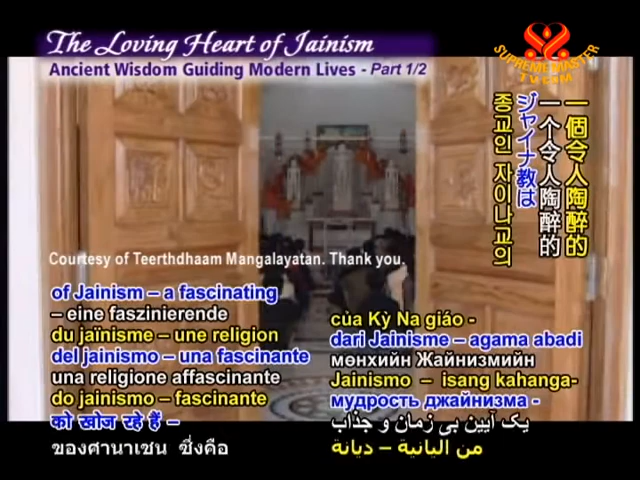 The Loving Heart of Jainism
Ancient Wisdom Guiding Modern Lives - Part 1/2
SUPREME MASTER
TV.COM
一個令人陶醉的
一个令人陶醉的
ジャイナ教は
종교인 자이나교의
Courtesy of Teerthdhaam Mangalayatan. Thank you.
of Jainism – a fascinating
– eine faszinierende
du jaïnisme – une religion
del jainismo – una fascinante
una religione affascinante
do jainismo – fascinante
को खोज रहे हैं –
ของศานาเชน ซึ่งคือ
của Kỳ Na giáo -
dari Jainisme – agama abadi
мөнхийн Жайнизмийн
Jainismo – isang kahanga-
мудрость джайнизма -
یک آیین بی زمان و جذاب
من اليانية – ديانة